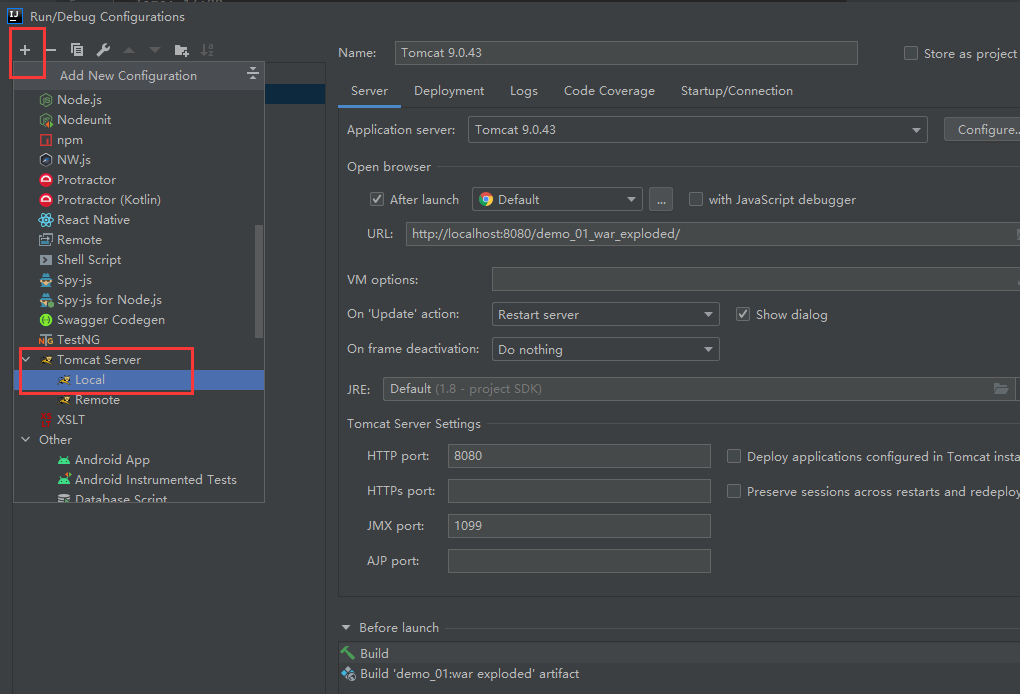 Run/Debug Configurations
Add New Configuration
Node.js
Nodeunit
npm
NW.js
Protractor
Protractor (Kotlin)
React Native
Remote
Shell Script
Spy-js
Spy-js for Node.js
Swagger Codegen
TestNG
Tomcat Server
Local
Remote
XSLT
Other
Android App
Android Instrumented Tests
Database Script
Name: Tomcat 9.0.43 Store as project
Server Deployment Logs Code Coverage Startup/Connection
Application server: Tomcat 9.0.43 Configure..
Open browser
After launch Default ... with JavaScript debugger
URL: http://localhost:8080/demo_01_war_exploded/
VM options:
On 'Update' action: Restart server Show dialog
On frame deactivation: Do nothing
JRE: Default (1.8 - project SDK)
Tomcat Server Settings
HTTP port: 8080 Deploy applications configured in Tomcat insta
HTTPs port: Preserve sessions across restarts and redeploy
JMX port: 1099
AJP port:
Before launch
Build
Build 'demo_01:war exploded' artifact